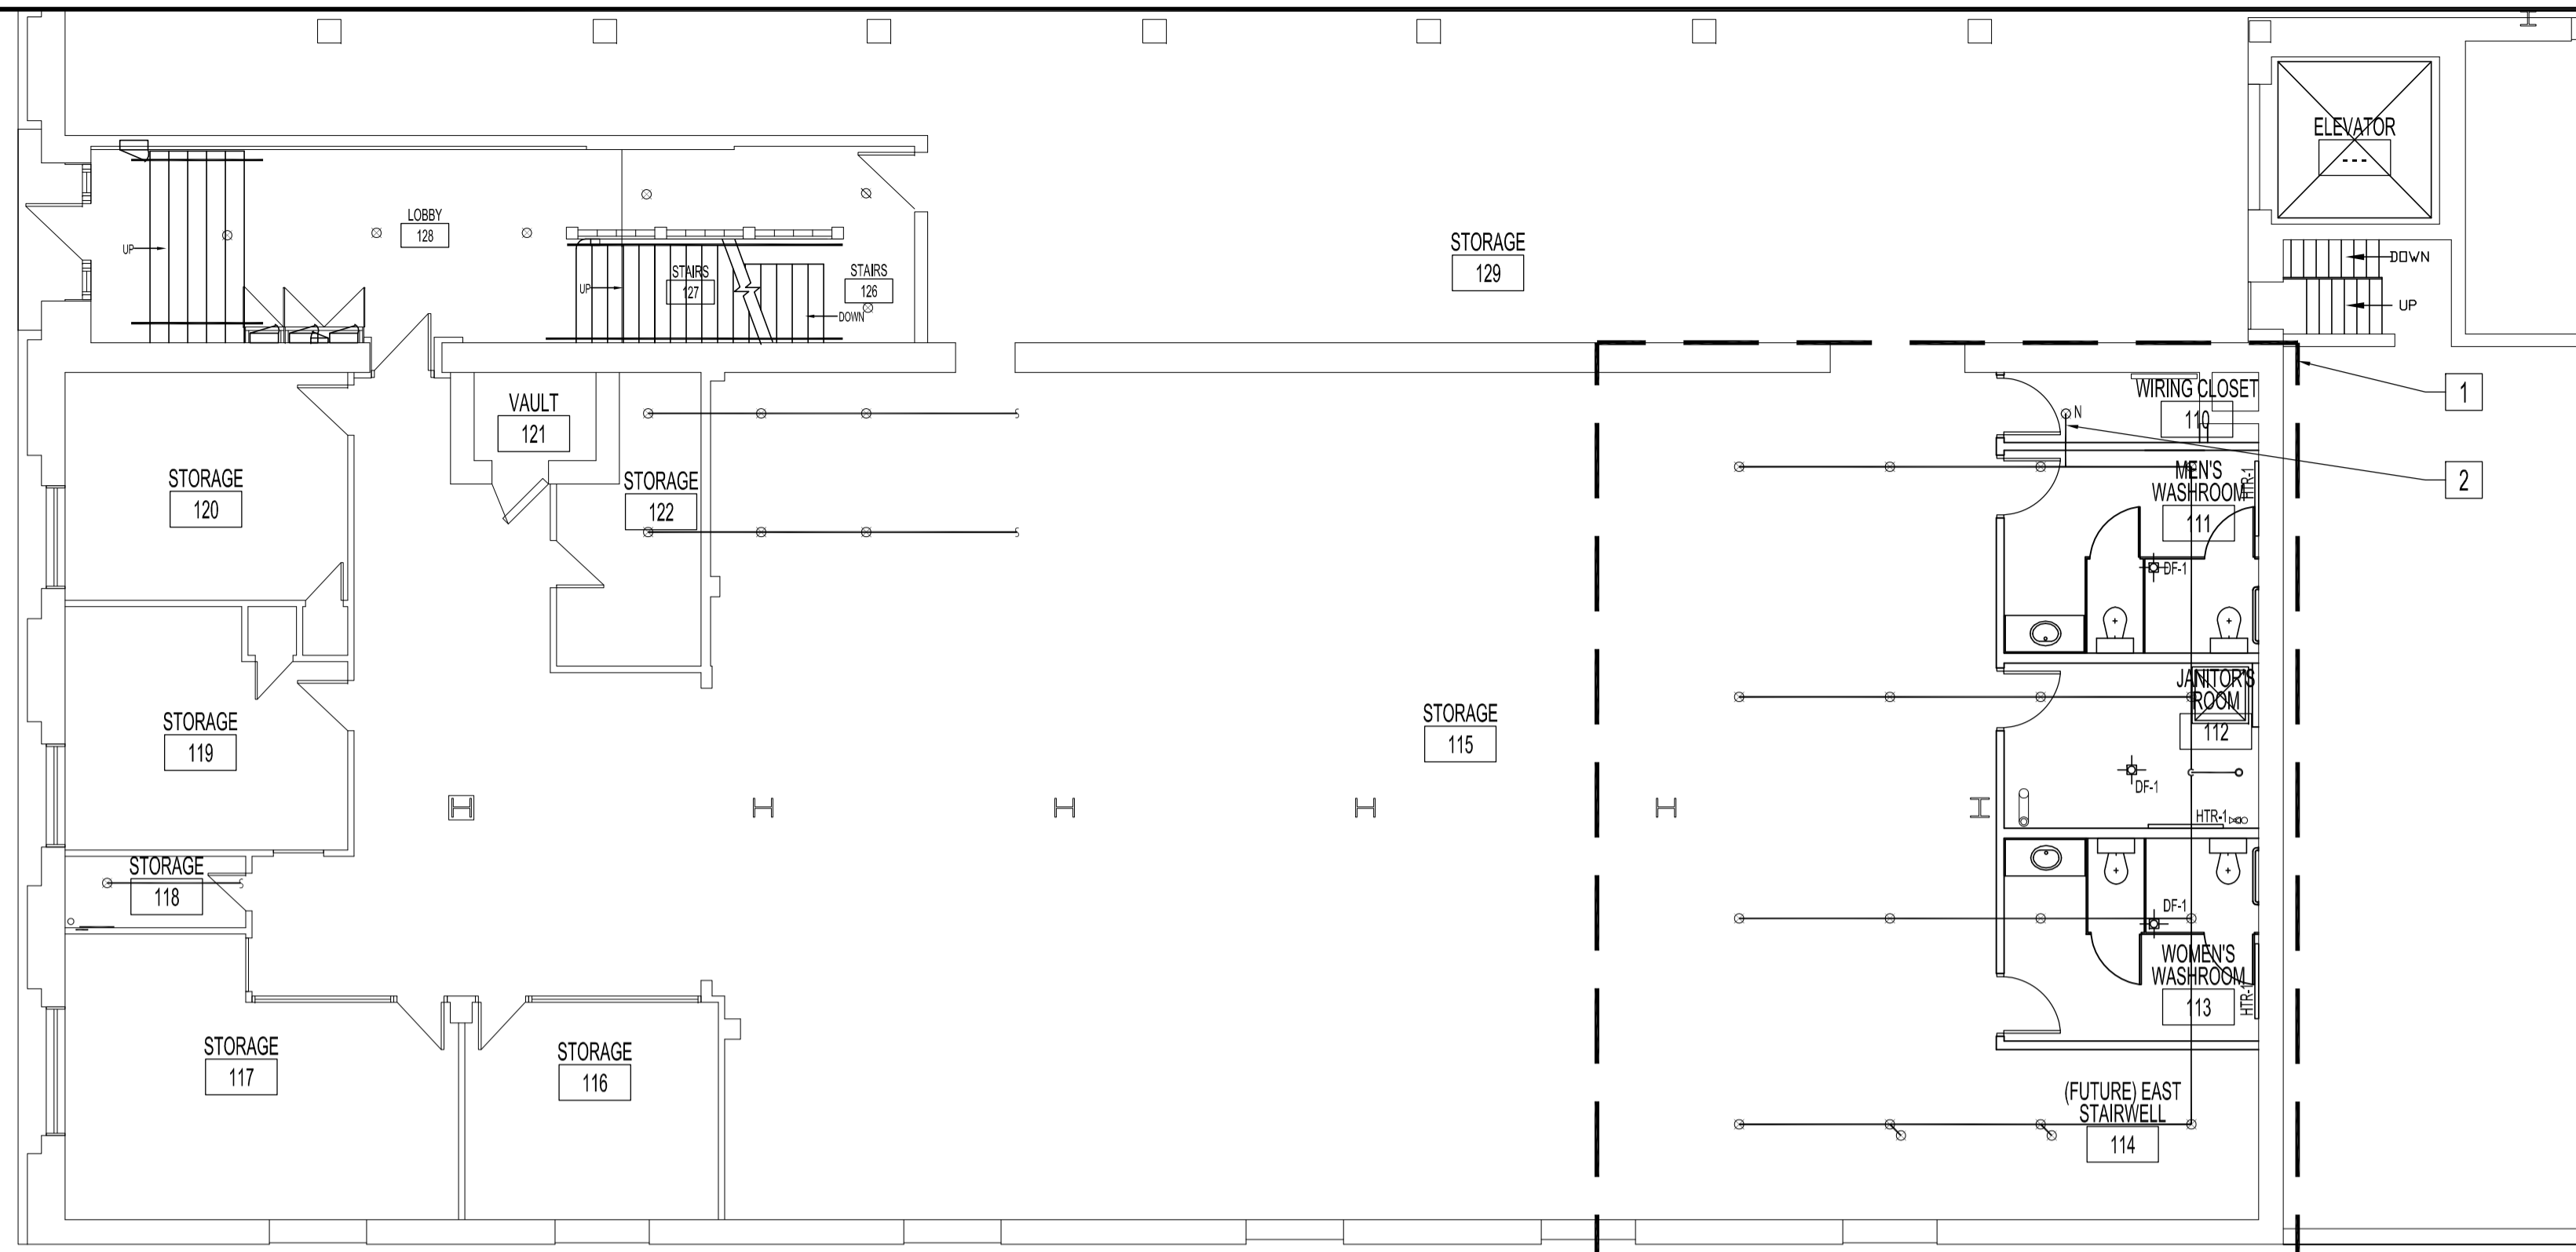 ELEVATOR
---
LOBBY
128
UP
STAIRS
127
UP
STAIRS
126
DOWN
STORAGE
129
DOWN
UP
1
2
VAULT
121
STORAGE
122
STORAGE
120
WIRING CLOSET
110
N
MEN'S
WASHROOM
111
HTR-1
DF-1
JANITOR'S
ROOM
112
DF-1
HTR-1
STORAGE
119
STORAGE
115
STORAGE
118
DF-1
WOMEN'S
WASHROOM
113
HTR-1
STORAGE
117
STORAGE
116
(FUTURE) EAST
STAIRWELL
114